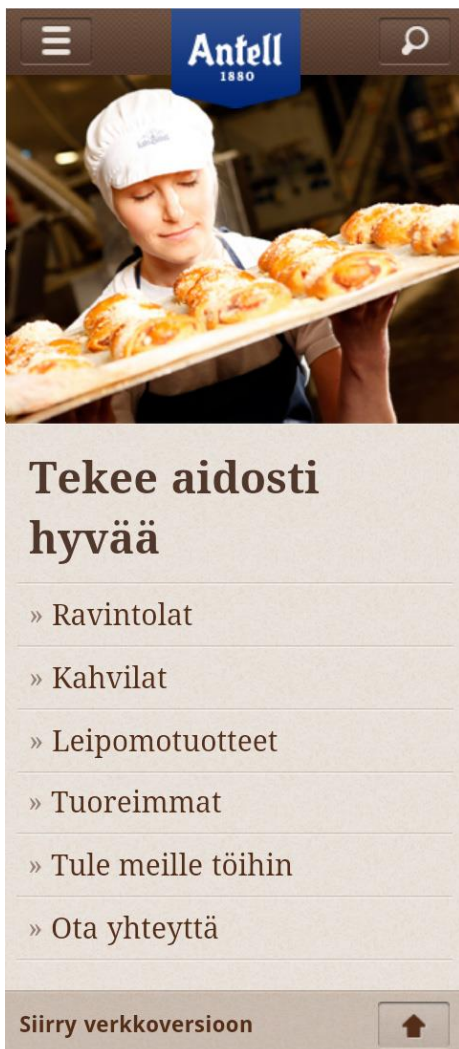 Antell
1880
Tekee aidosti
hyvää
» Ravintolat
» Kahvilat
» Leipomotuotteet
» Tuoreimmat
» Tule meille töihin
» Ota yhteyttä
Siirry verkkoversioon